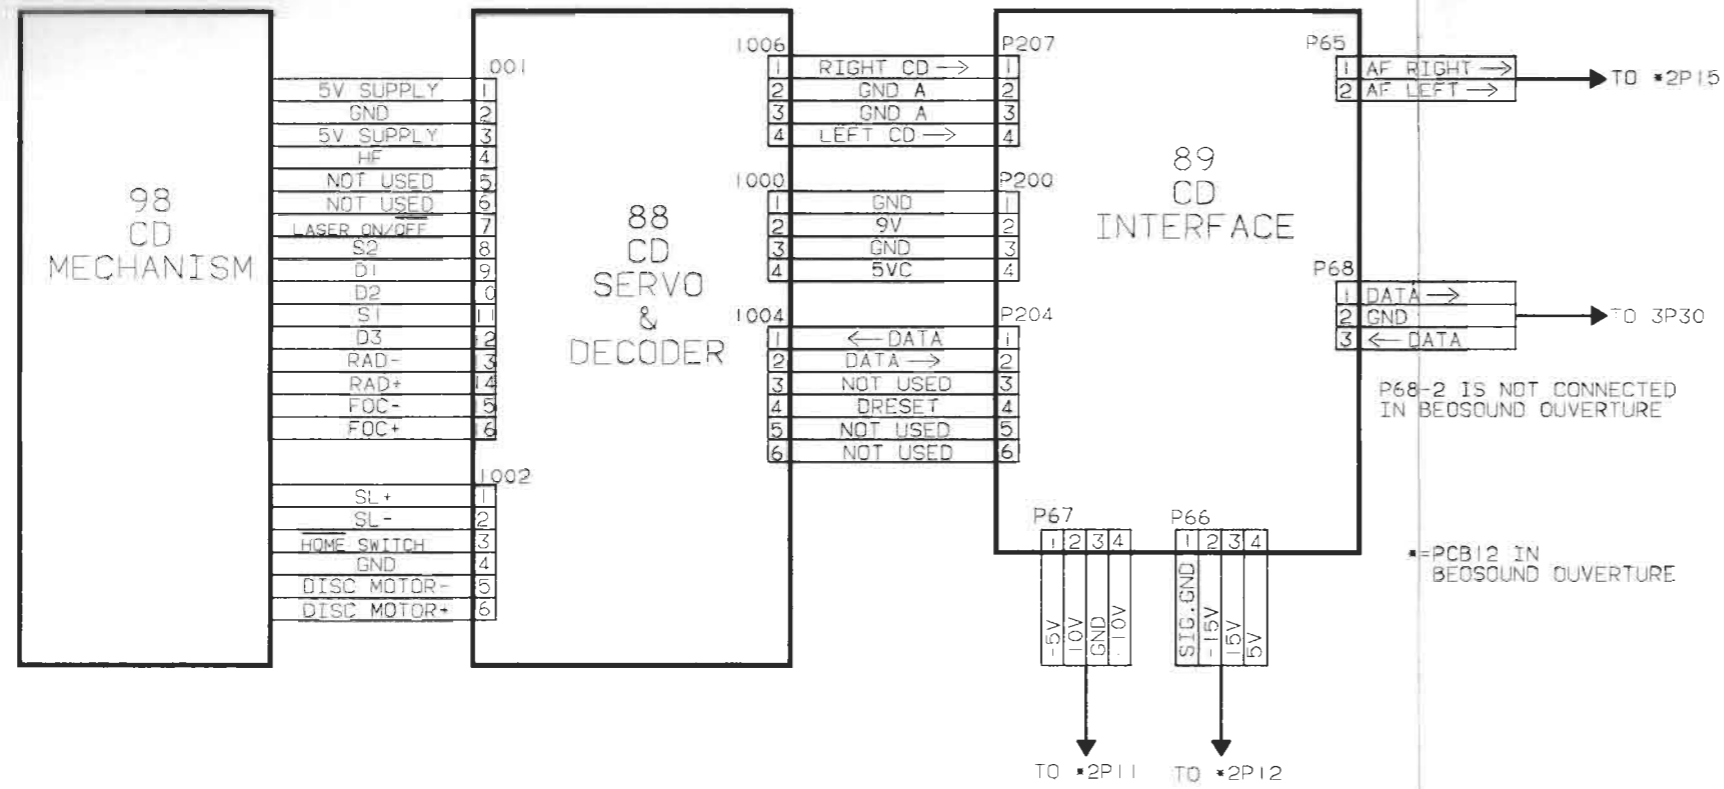 98
CD
MECHANISM
001
5V SUPPLY 1
GND 2
5V SUPPLY 3
HF 4
NOT USED 5
NOT USED 6
LASER ON/OFF 7
S2 8
D1 9
D2 0
S1 11
D3 12
RAD- 13
RAD+ 14
FOC- 15
FOC+ 16
1002
SL+ 1
SL- 2
HOME SWITCH 3
GND 4
DISC MOTOR- 5
DISC MOTOR+ 6
88
CD
SERVO
&
DECODER
1006 P207
1 RIGHT CD → 1
2 GND A 2
3 GND A 3
4 LEFT CD → 4
1000 P200
1 GND 1
2 9V 2
3 GND 3
4 5VC 4
1004 P204
1 ← DATA 1
2 DATA → 2
3 NOT USED 3
4 DRESET 4
5 NOT USED 5
6 NOT USED 6
89
CD
INTERFACE
P65
1 AF RIGHT →
2 AF LEFT →
TO *2P15
P68
1 DATA →
2 GND
3 ← DATA
TO 3P30
P68-2 IS NOT CONNECTED
IN BEOSOUND OUVERTURE
P67
1 2 3 4
-5V
10V
GND
-10V
TO *2P11
P66
1 2 3 4
SIG.GND
-15V
15V
5V
TO *2P12
*=PCB12 IN
BEOSOUND OUVERTURE